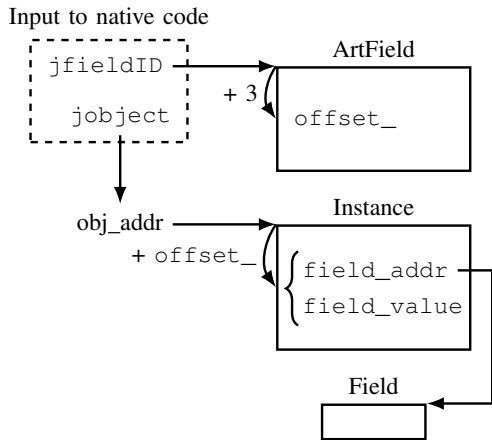 Input to native code
ArtField
jfieldID
+ 3
offset_
jobject
obj_addr
Instance
+ offset_
field_addr
field_value
Field